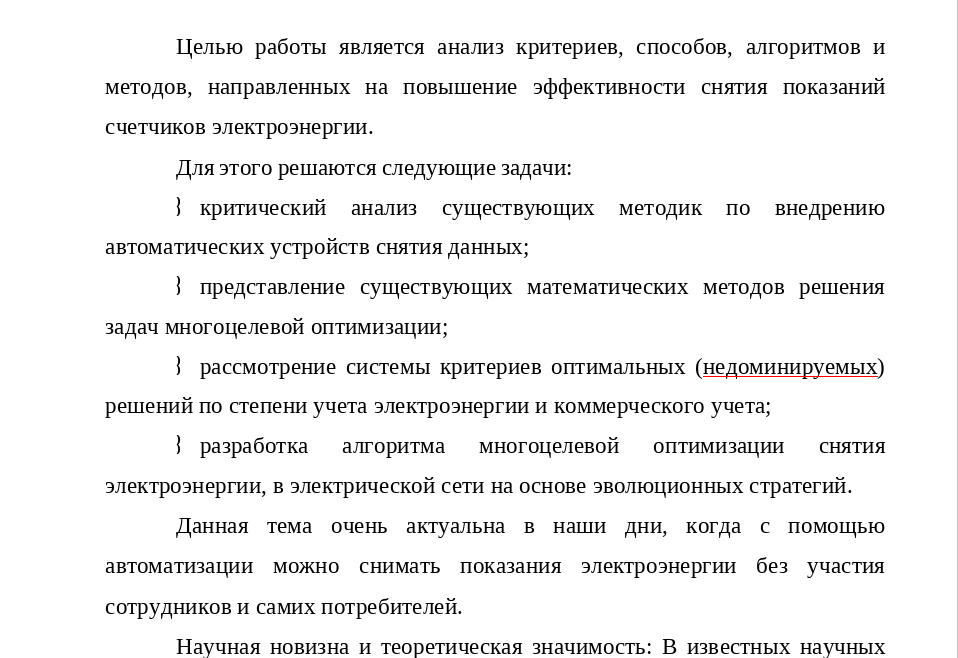 Целью работы является анализ критериев, способов, алгоритмов и
методов, направленных на повышение эффективности снятия показаний
счетчиков электроэнергии.
Для этого решаются следующие задачи:
⌇ критический анализ существующих методик по внедрению
автоматических устройств снятия данных;
⌇ представление существующих математических методов решения
задач многоцелевой оптимизации;
⌇ рассмотрение системы критериев оптимальных (недоминируемых)
решений по степени учета электроэнергии и коммерческого учета;
⌇ разработка алгоритма многоцелевой оптимизации снятия
электроэнергии, в электрической сети на основе эволюционных стратегий.
Данная тема очень актуальна в наши дни, когда с помощью
автоматизации можно снимать показания электроэнергии без участия
сотрудников и самих потребителей.
Научная новизна и теоретическая значимость: В известных научных